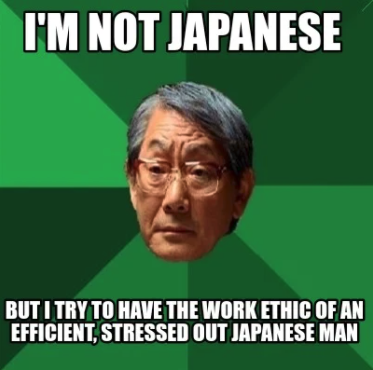 I'M NOT JAPANESE
BUT I TRY TO HAVE THE WORK ETHIC OF AN
EFFICIENT, STRESSED OUT JAPANESE MAN